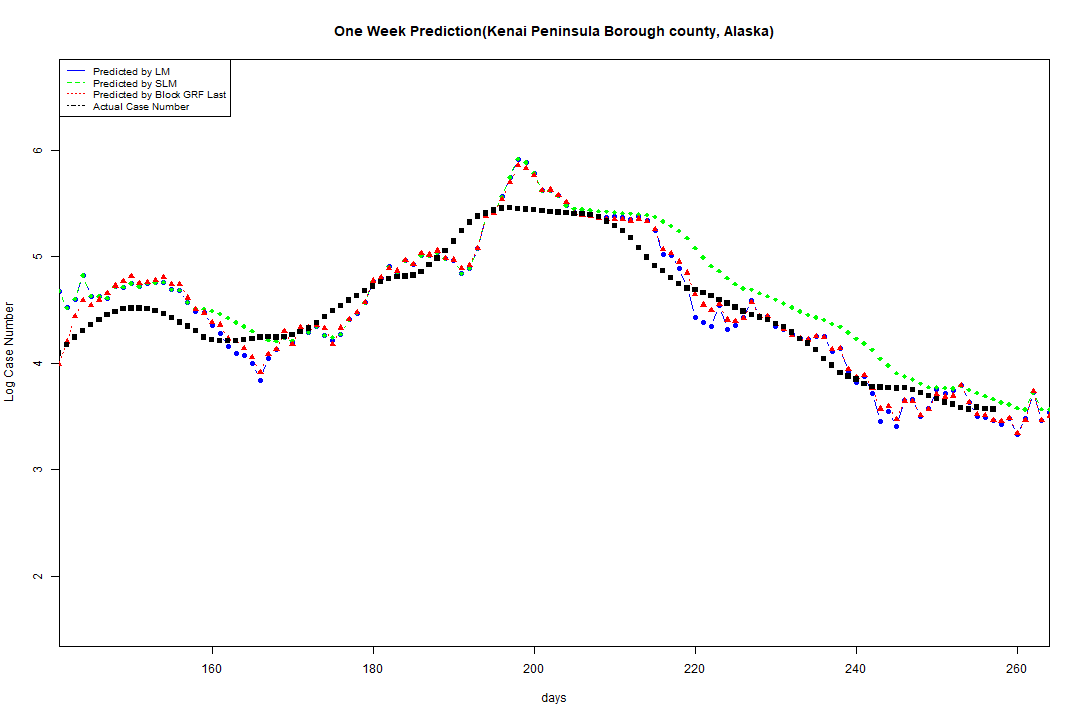 One Week Prediction(Kenai Peninsula Borough county, Alaska)
Predicted by LM
Predicted by SLM
Predicted by Block GRF Last
Actual Case Number
Log Case Number
6
5
4
3
2
160 180 200 220 240 260
days